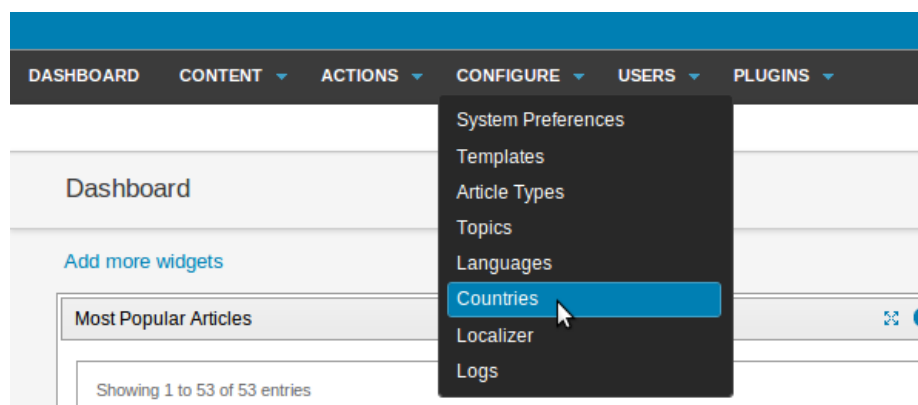 DASHBOARD CONTENT ACTIONS CONFIGURE USERS PLUGINS
System Preferences
Templates
Article Types
Topics
Languages
Countries
Localizer
Logs
Dashboard
Add more widgets
Most Popular Articles
Showing 1 to 53 of 53 entries